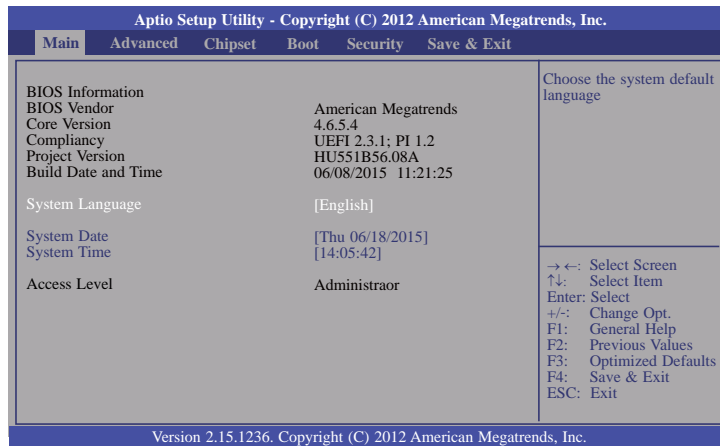 Aptio Setup Utility - Copyright (C) 2012 American Megatrends, Inc.
Main Advanced Chipset Boot Security Save & Exit
BIOS Information
BIOS Vendor American Megatrends
Core Version 4.6.5.4
Compliancy UEFI 2.3.1; PI 1.2
Project Version HU551B56.08A
Build Date and Time 06/08/2015 11:21:25
System Language [English]
System Date [Thu 06/18/2015]
System Time [14:05:42]
Access Level Administraor
Choose the system default
language
→←: Select Screen
↑↓: Select Item
Enter: Select
+/-: Change Opt.
F1: General Help
F2: Previous Values
F3: Optimized Defaults
F4: Save & Exit
ESC: Exit
Version 2.15.1236. Copyright (C) 2012 American Megatrends, Inc.